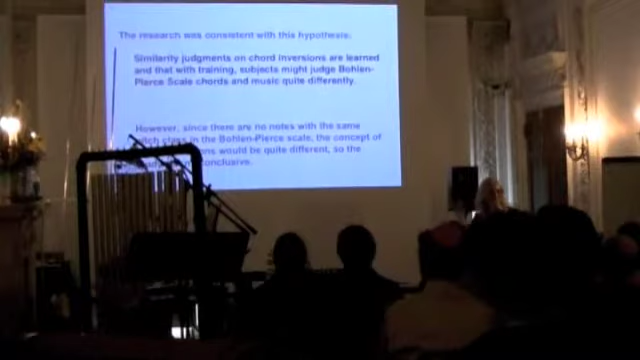 The research was consistent with this hypothesis:
Similarity judgments on chord inversions are learned
and that with training, subjects might judge Bohlen-
Pierce Scale chords and music quite differently.
However, since there are no notes with the same
pitch class in the Bohlen-Pierce scale, the concept of
would be quite different, so the